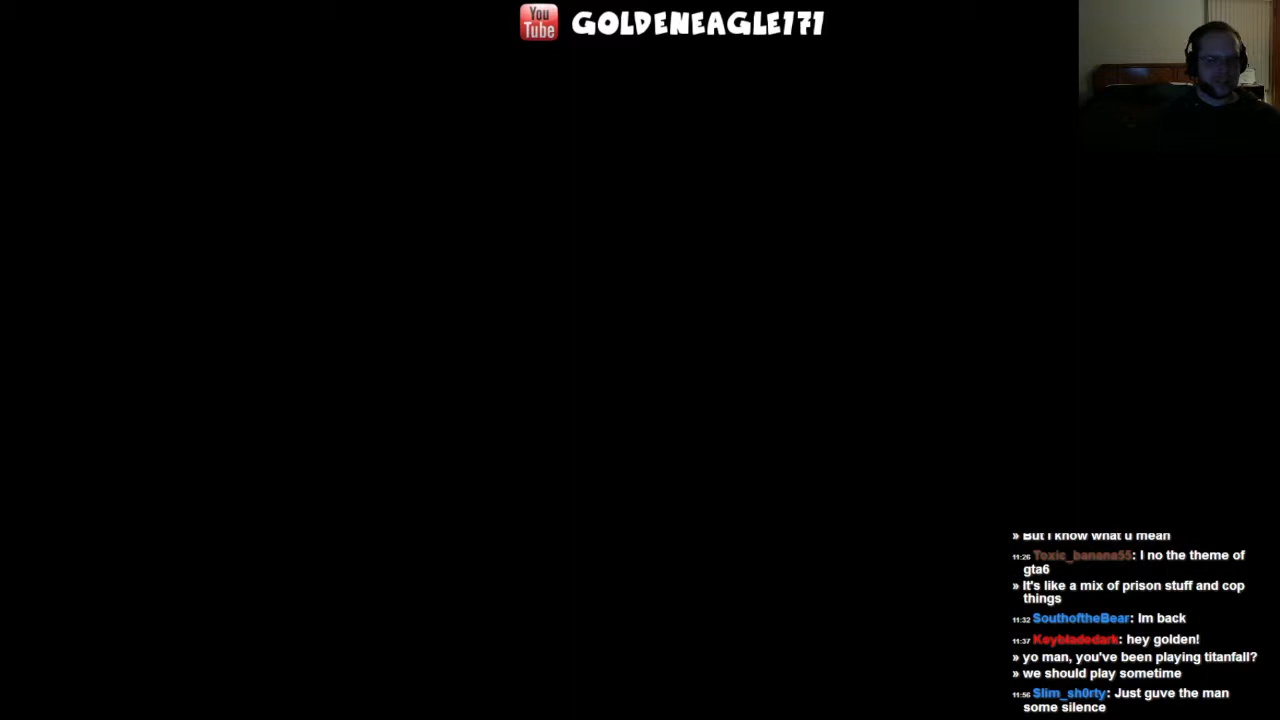 You
Tube
GOLDENEAGLE171
» But I know what u mean
11:26 Toxic_banana55: I no the theme of
gta6
» It's like a mix of prison stuff and cop
things
11:32 SouthoftheBear: Im back
11:37 Keybladedark: hey golden!
» yo man, you've been playing titanfall?
» we should play sometime
11:56 Slim_sh0rty: Just guve the man
some silence